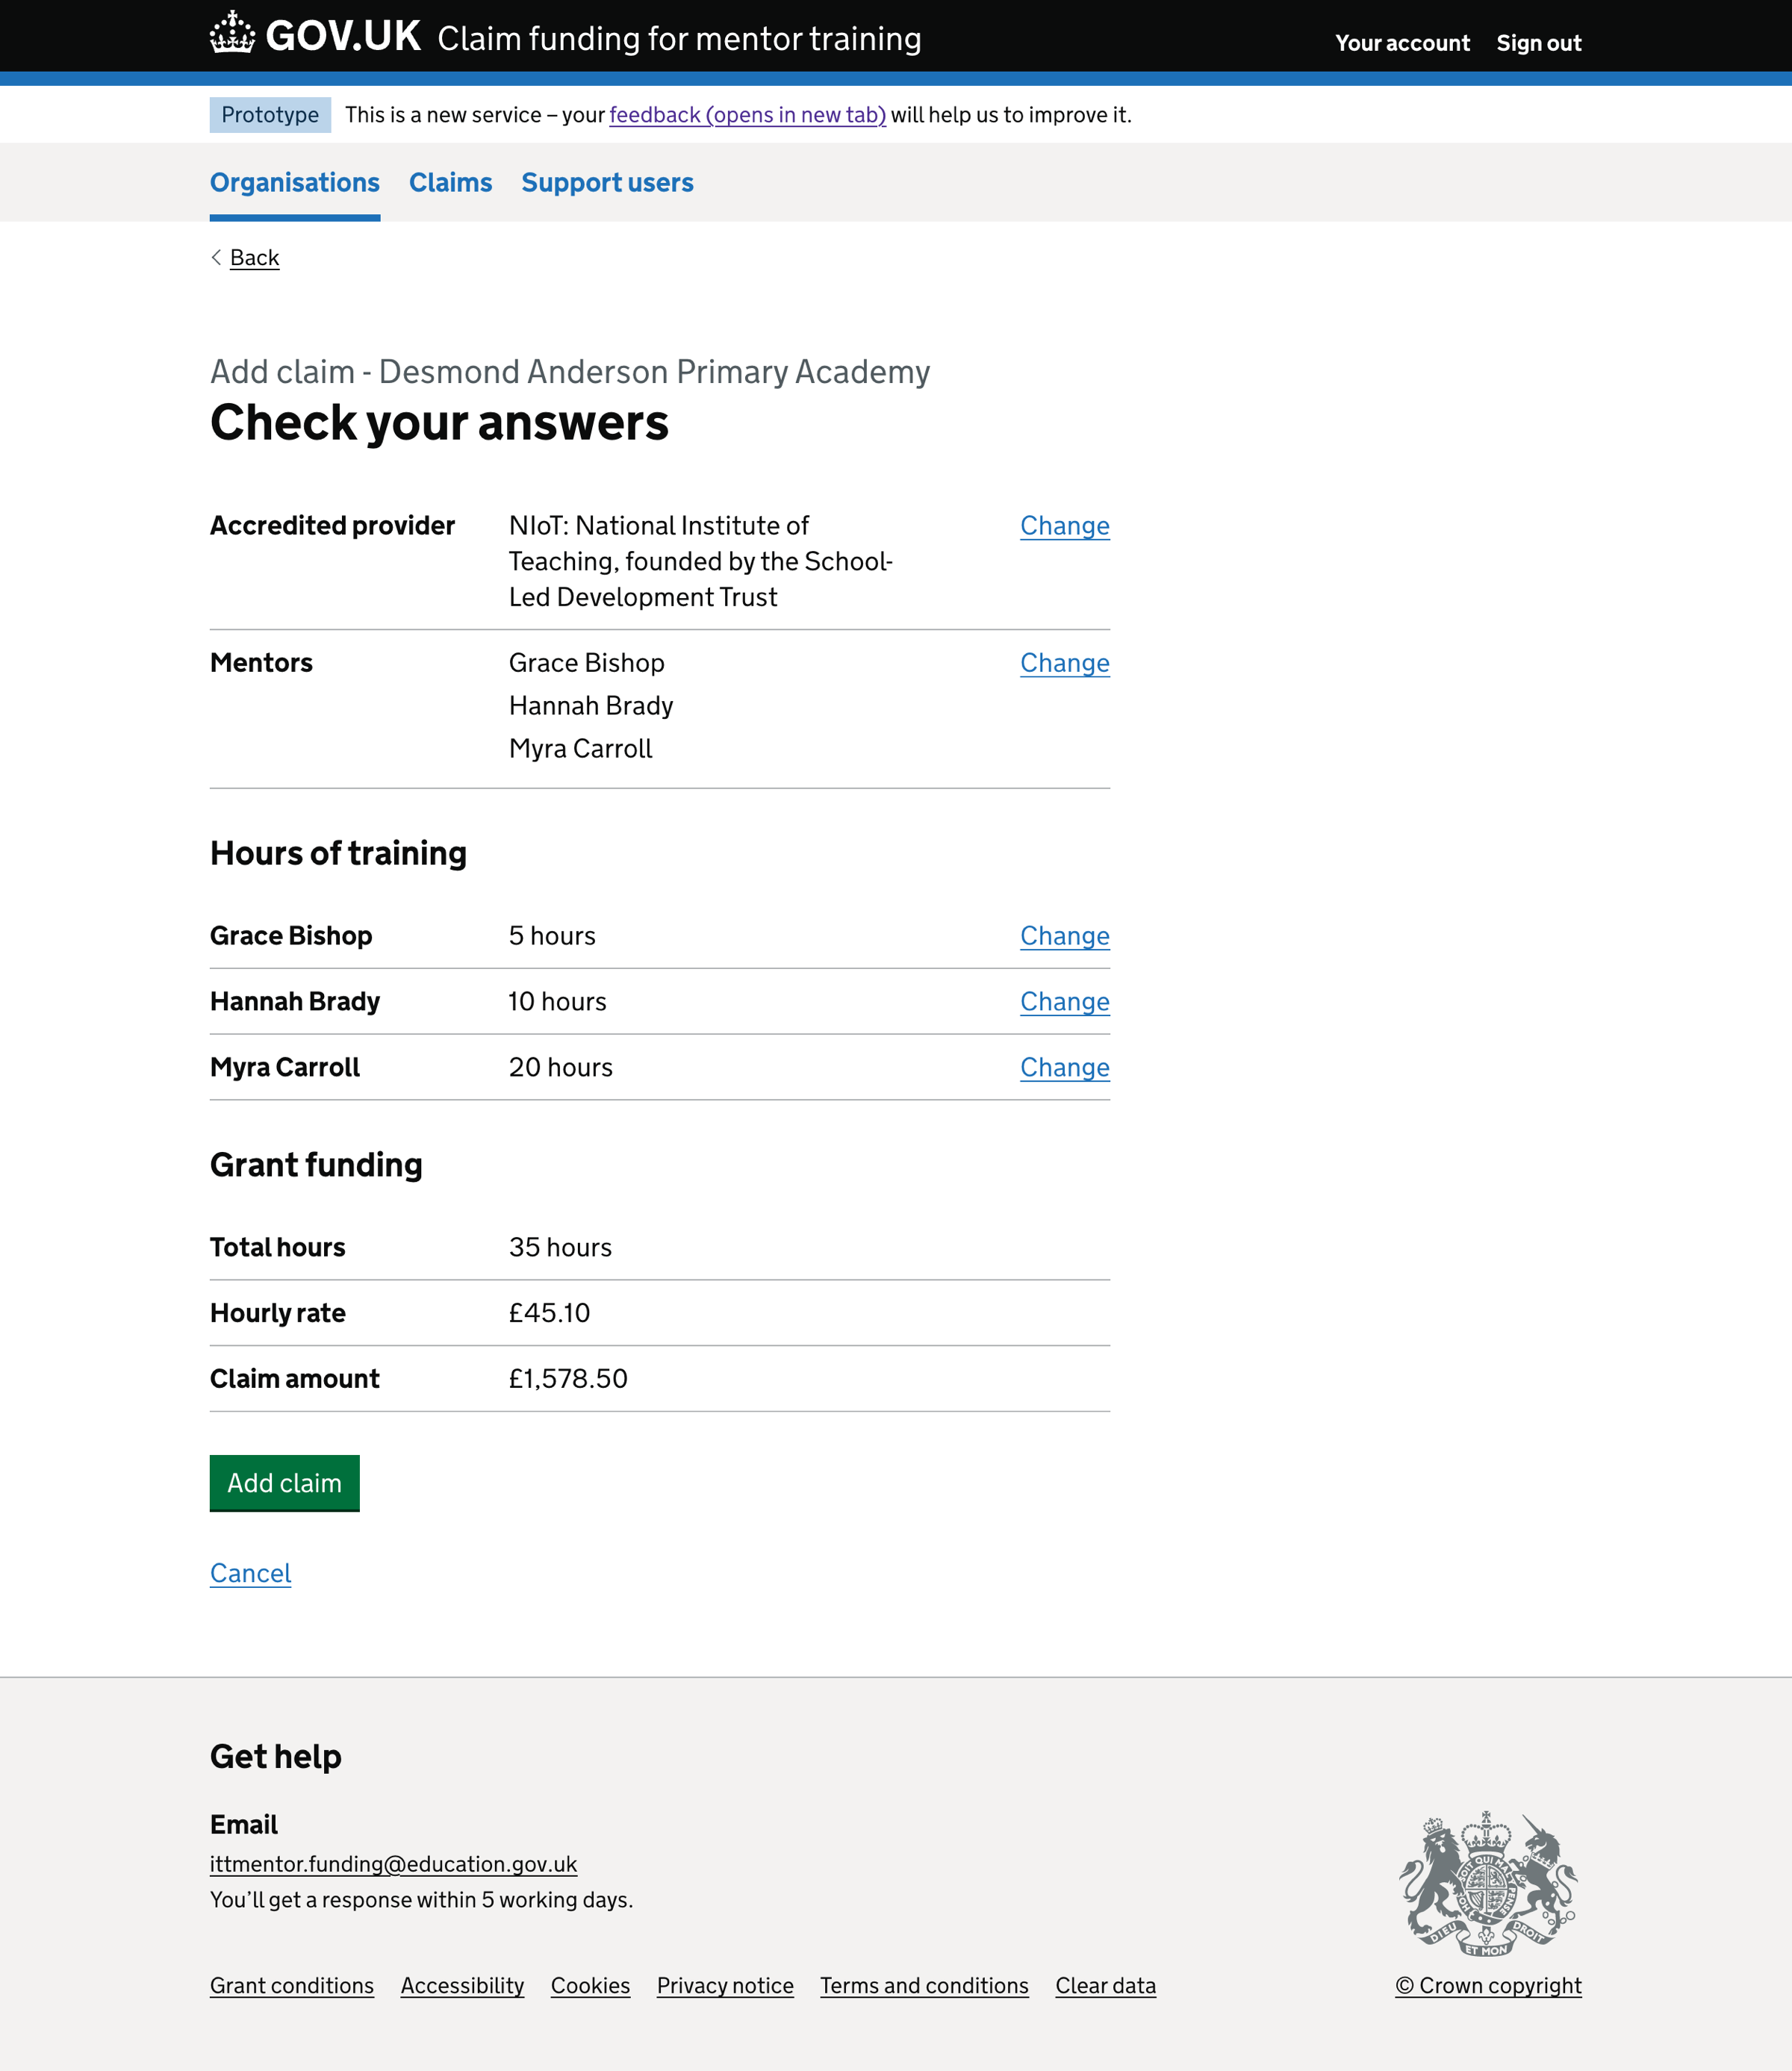 GOV.UK Claim funding for mentor training
Your account Sign out
Prototype This is a new service – your feedback (opens in new tab) will help us to improve it.
Organisations Claims Support users
Back
Add claim - Desmond Anderson Primary Academy
Check your answers
Accredited provider NIoT: National Institute of Change
Teaching, founded by the School-
Led Development Trust
Mentors Grace Bishop Change
Hannah Brady
Myra Carroll
Hours of training
Grace Bishop 5 hours Change
Hannah Brady 10 hours Change
Myra Carroll 20 hours Change
Grant funding
Total hours 35 hours
Hourly rate £45.10
Claim amount £1,578.50
Add claim
Cancel
Get help
Email
ittmentor.funding@education.gov.uk
You’ll get a response within 5 working days.
DIEU ET MON DROIT
Grant conditions Accessibility Cookies Privacy notice Terms and conditions Clear data © Crown copyright